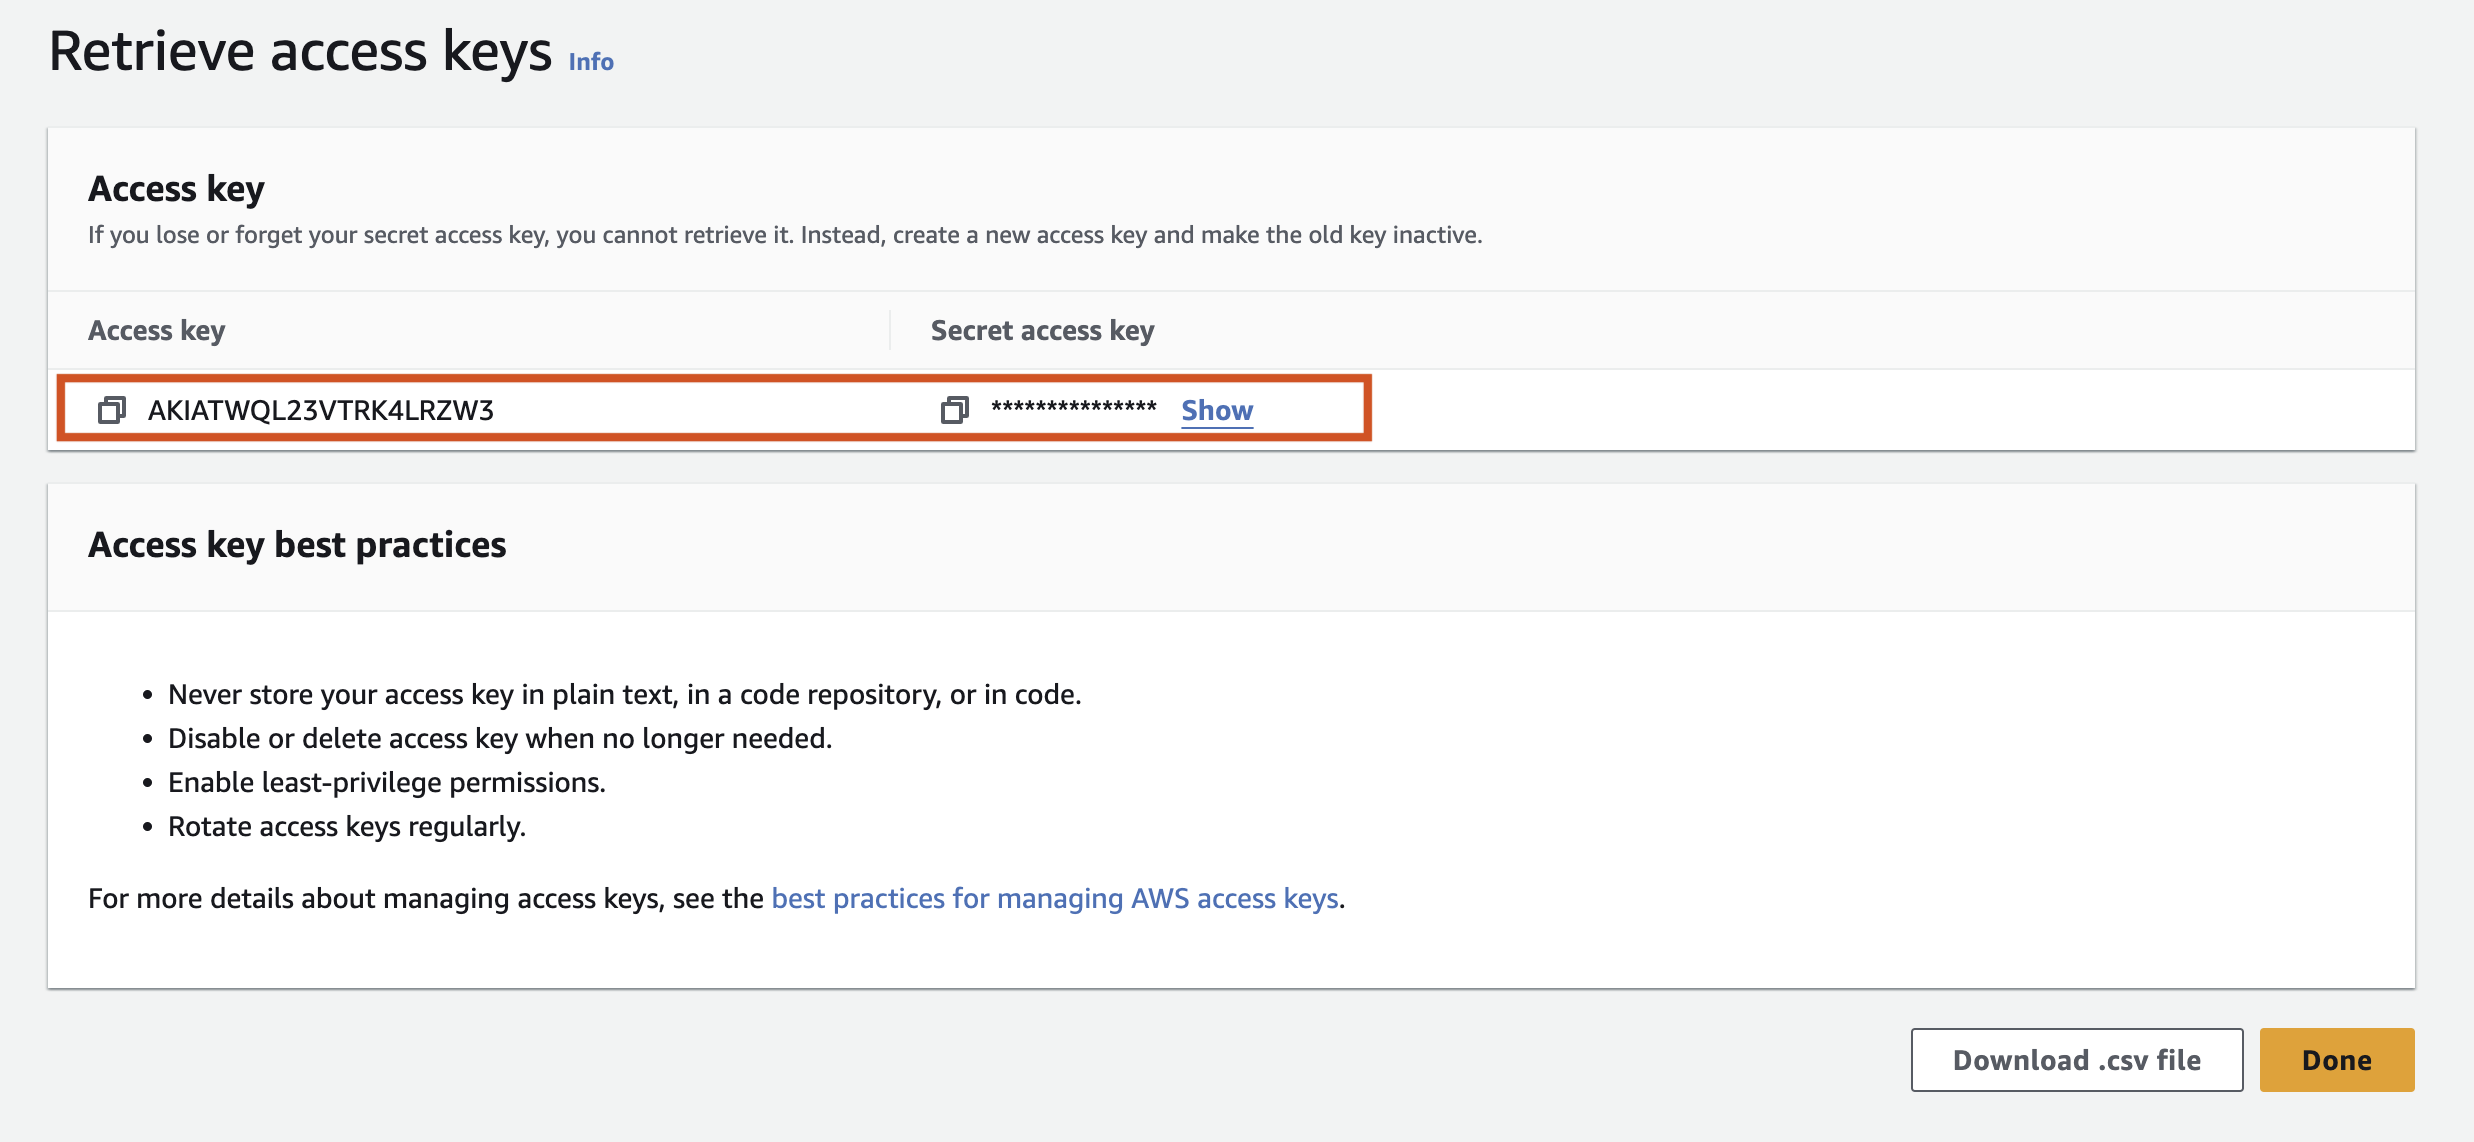 Retrieve access keys Info
Access key
If you lose or forget your secret access key, you cannot retrieve it. Instead, create a new access key and make the old key inactive.
Access key Secret access key
AKIATWQL23VTRK4LRZW3 *************** Show
Access key best practices
• Never store your access key in plain text, in a code repository, or in code.
• Disable or delete access key when no longer needed.
• Enable least-privilege permissions.
• Rotate access keys regularly.
For more details about managing access keys, see the best practices for managing AWS access keys.
Download .csv file Done